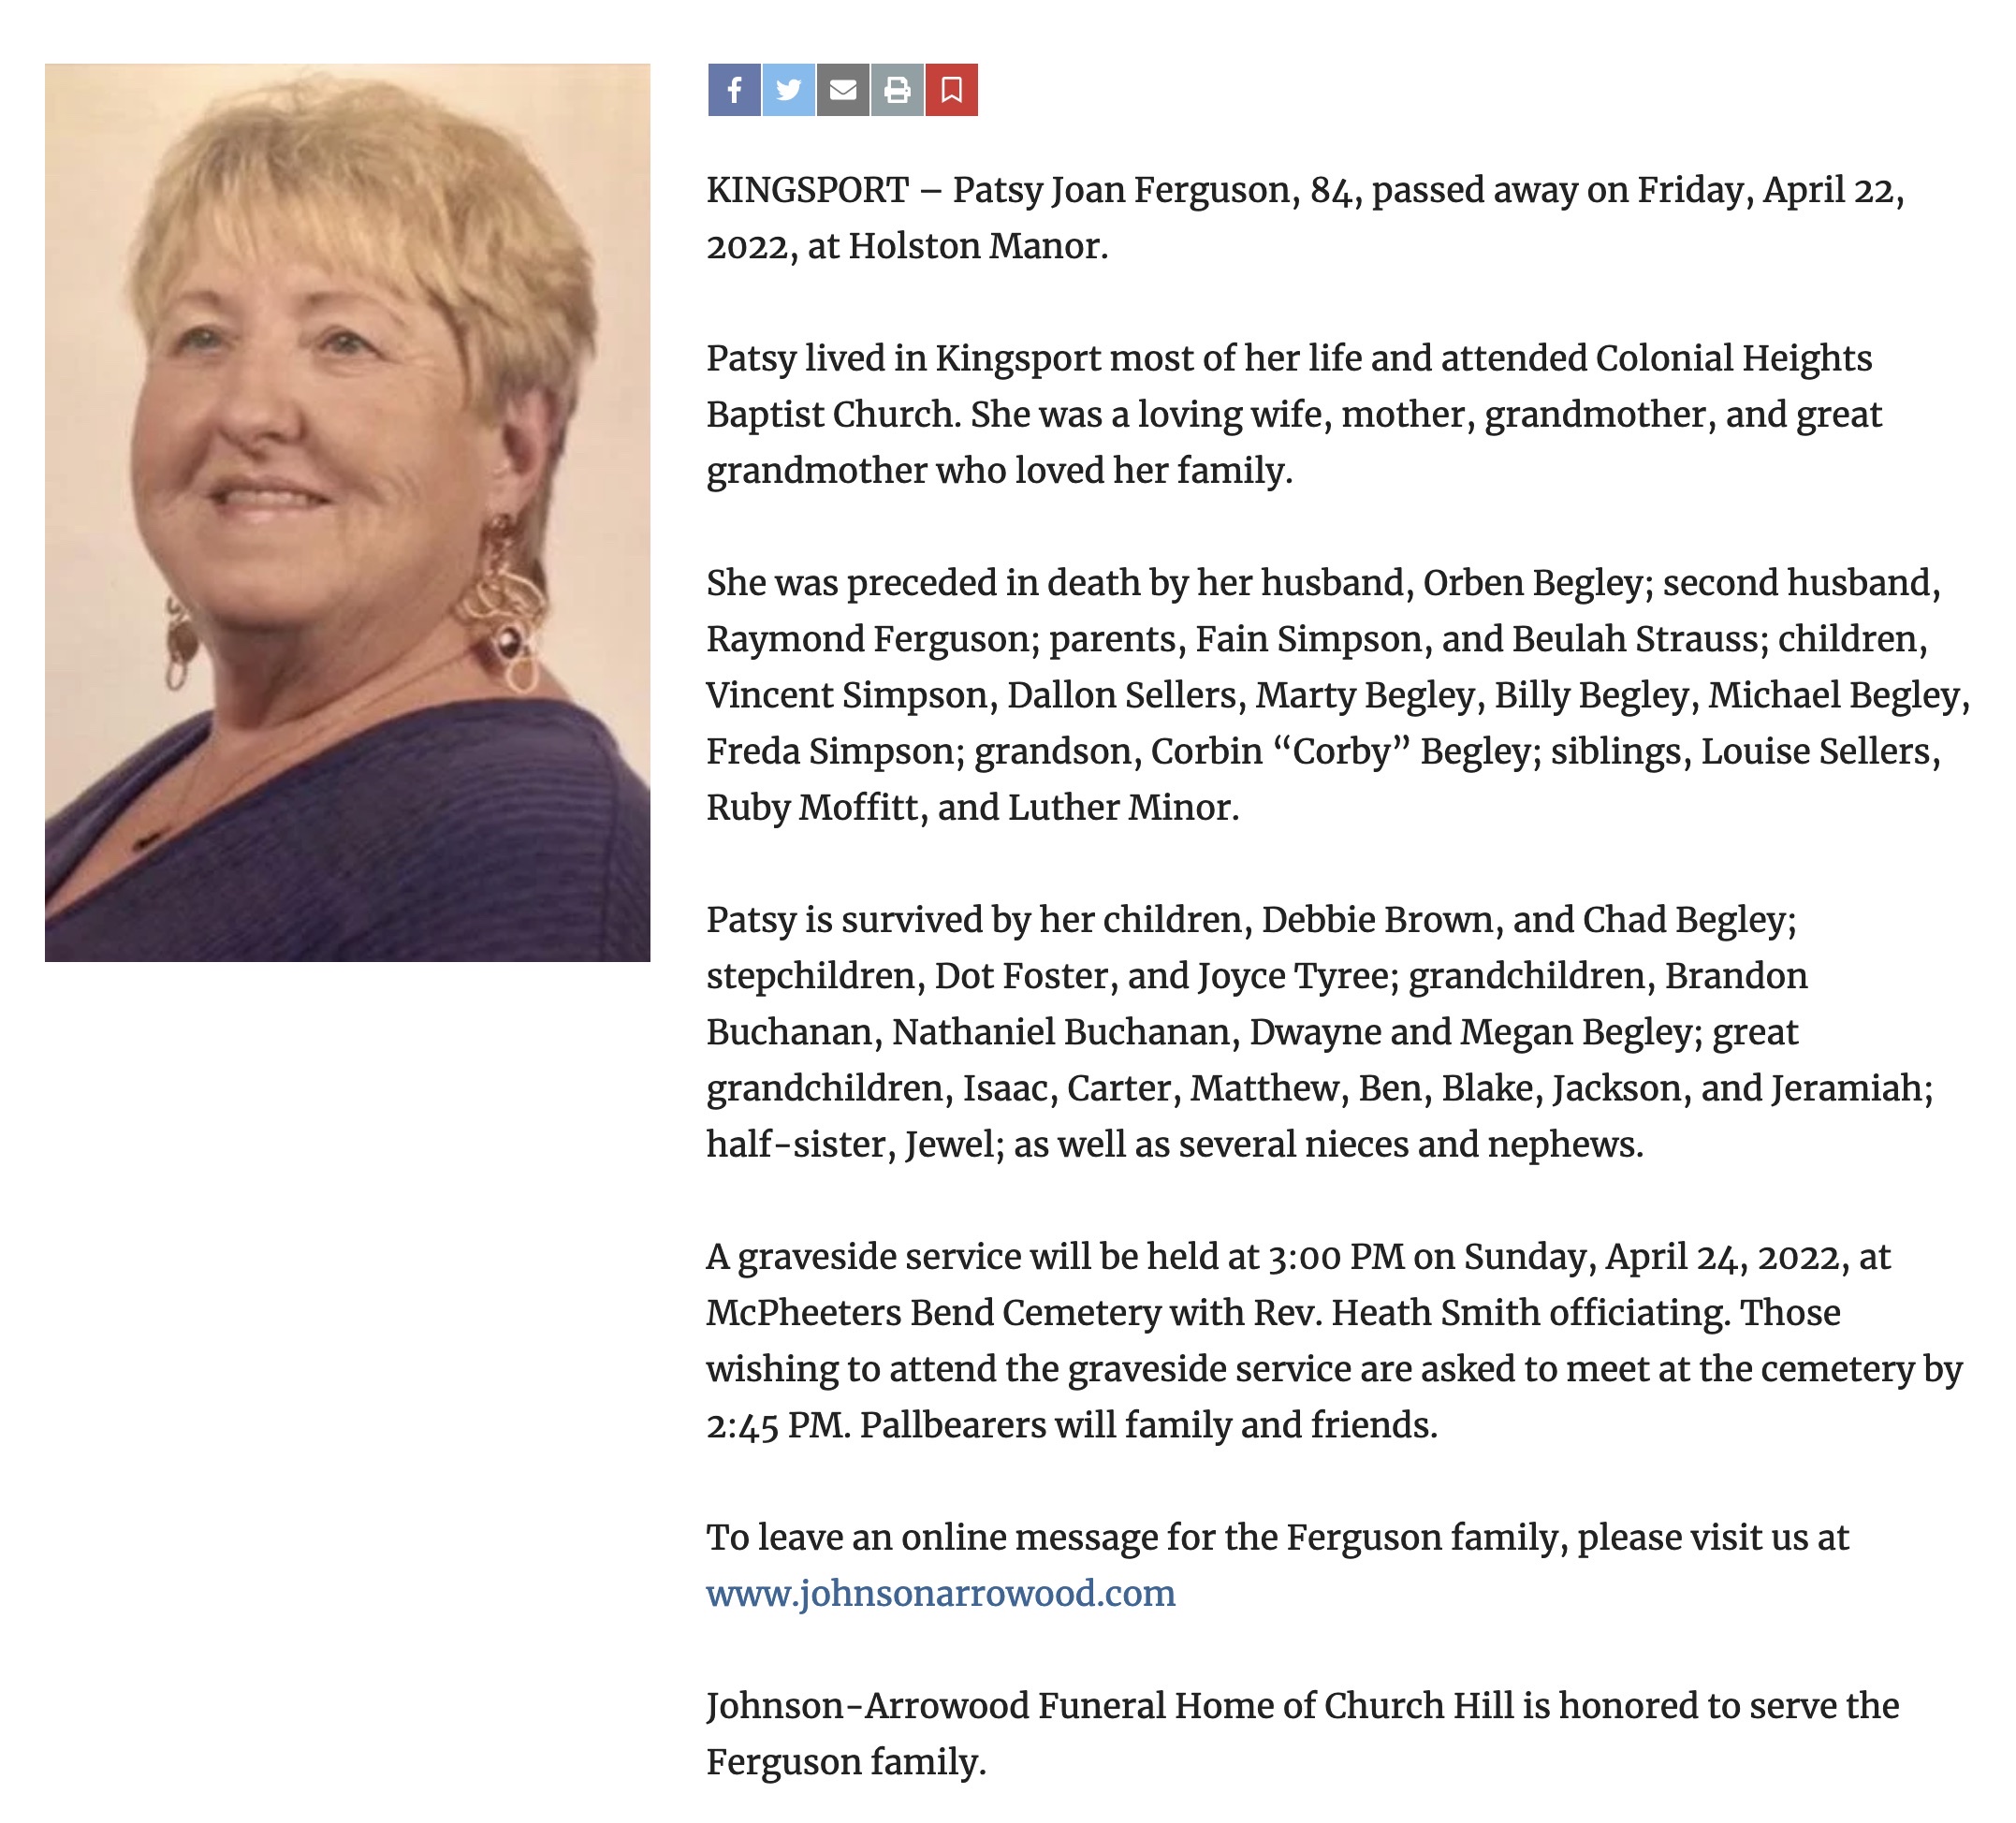 KINGSPORT – Patsy Joan Ferguson, 84, passed away on Friday, April 22,
2022, at Holston Manor.
Patsy lived in Kingsport most of her life and attended Colonial Heights
Baptist Church. She was a loving wife, mother, grandmother, and great
grandmother who loved her family.
She was preceded in death by her husband, Orben Begley; second husband,
Raymond Ferguson; parents, Fain Simpson, and Beulah Strauss; children,
Vincent Simpson, Dallon Sellers, Marty Begley, Billy Begley, Michael Begley,
Freda Simpson; grandson, Corbin “Corby” Begley; siblings, Louise Sellers,
Ruby Moffitt, and Luther Minor.
Patsy is survived by her children, Debbie Brown, and Chad Begley;
stepchildren, Dot Foster, and Joyce Tyree; grandchildren, Brandon
Buchanan, Nathaniel Buchanan, Dwayne and Megan Begley; great
grandchildren, Isaac, Carter, Matthew, Ben, Blake, Jackson, and Jeramiah;
half-sister, Jewel; as well as several nieces and nephews.
A graveside service will be held at 3:00 PM on Sunday, April 24, 2022, at
McPheeters Bend Cemetery with Rev. Heath Smith officiating. Those
wishing to attend the graveside service are asked to meet at the cemetery by
2:45 PM. Pallbearers will family and friends.
To leave an online message for the Ferguson family, please visit us at
www.johnsonarrowood.com
Johnson-Arrowood Funeral Home of Church Hill is honored to serve the
Ferguson family.